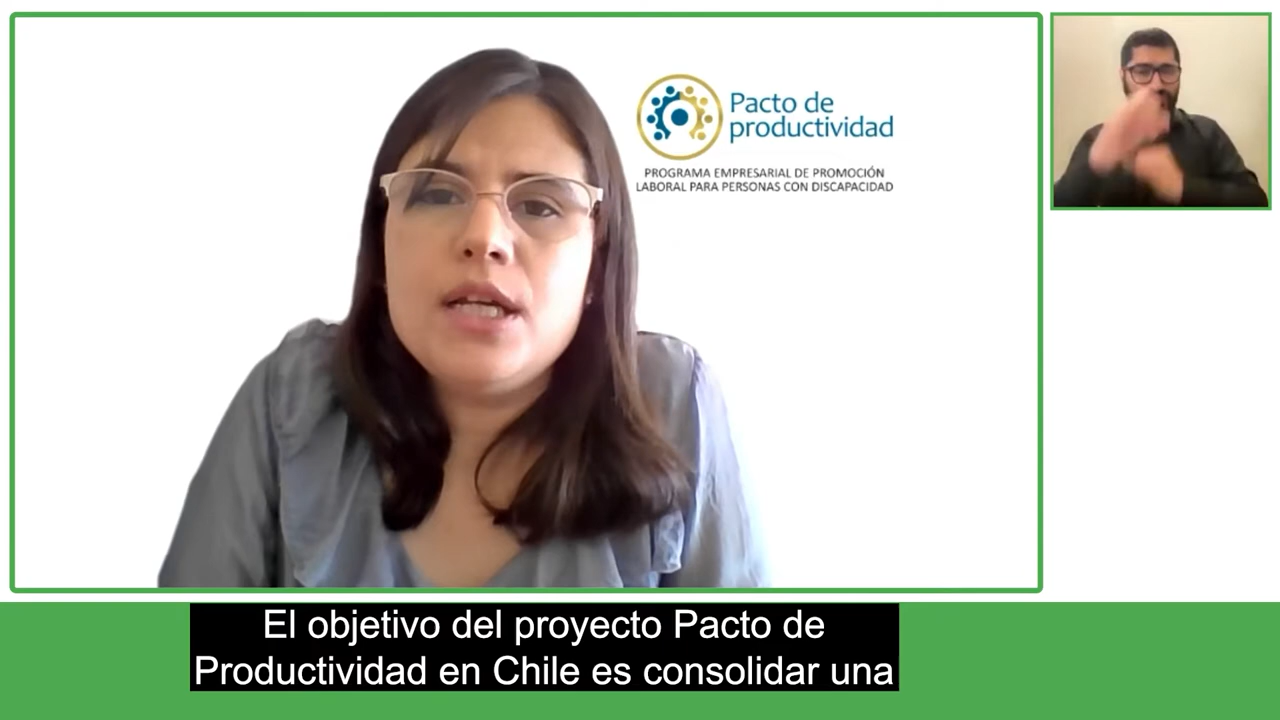 Pacto de
productividad
PROGRAMA EMPRESARIAL DE PROMOCIÓN
LABORAL PARA PERSONAS CON DISCAPACIDAD
El objetivo del proyecto Pacto de
Productividad en Chile es consolidar una